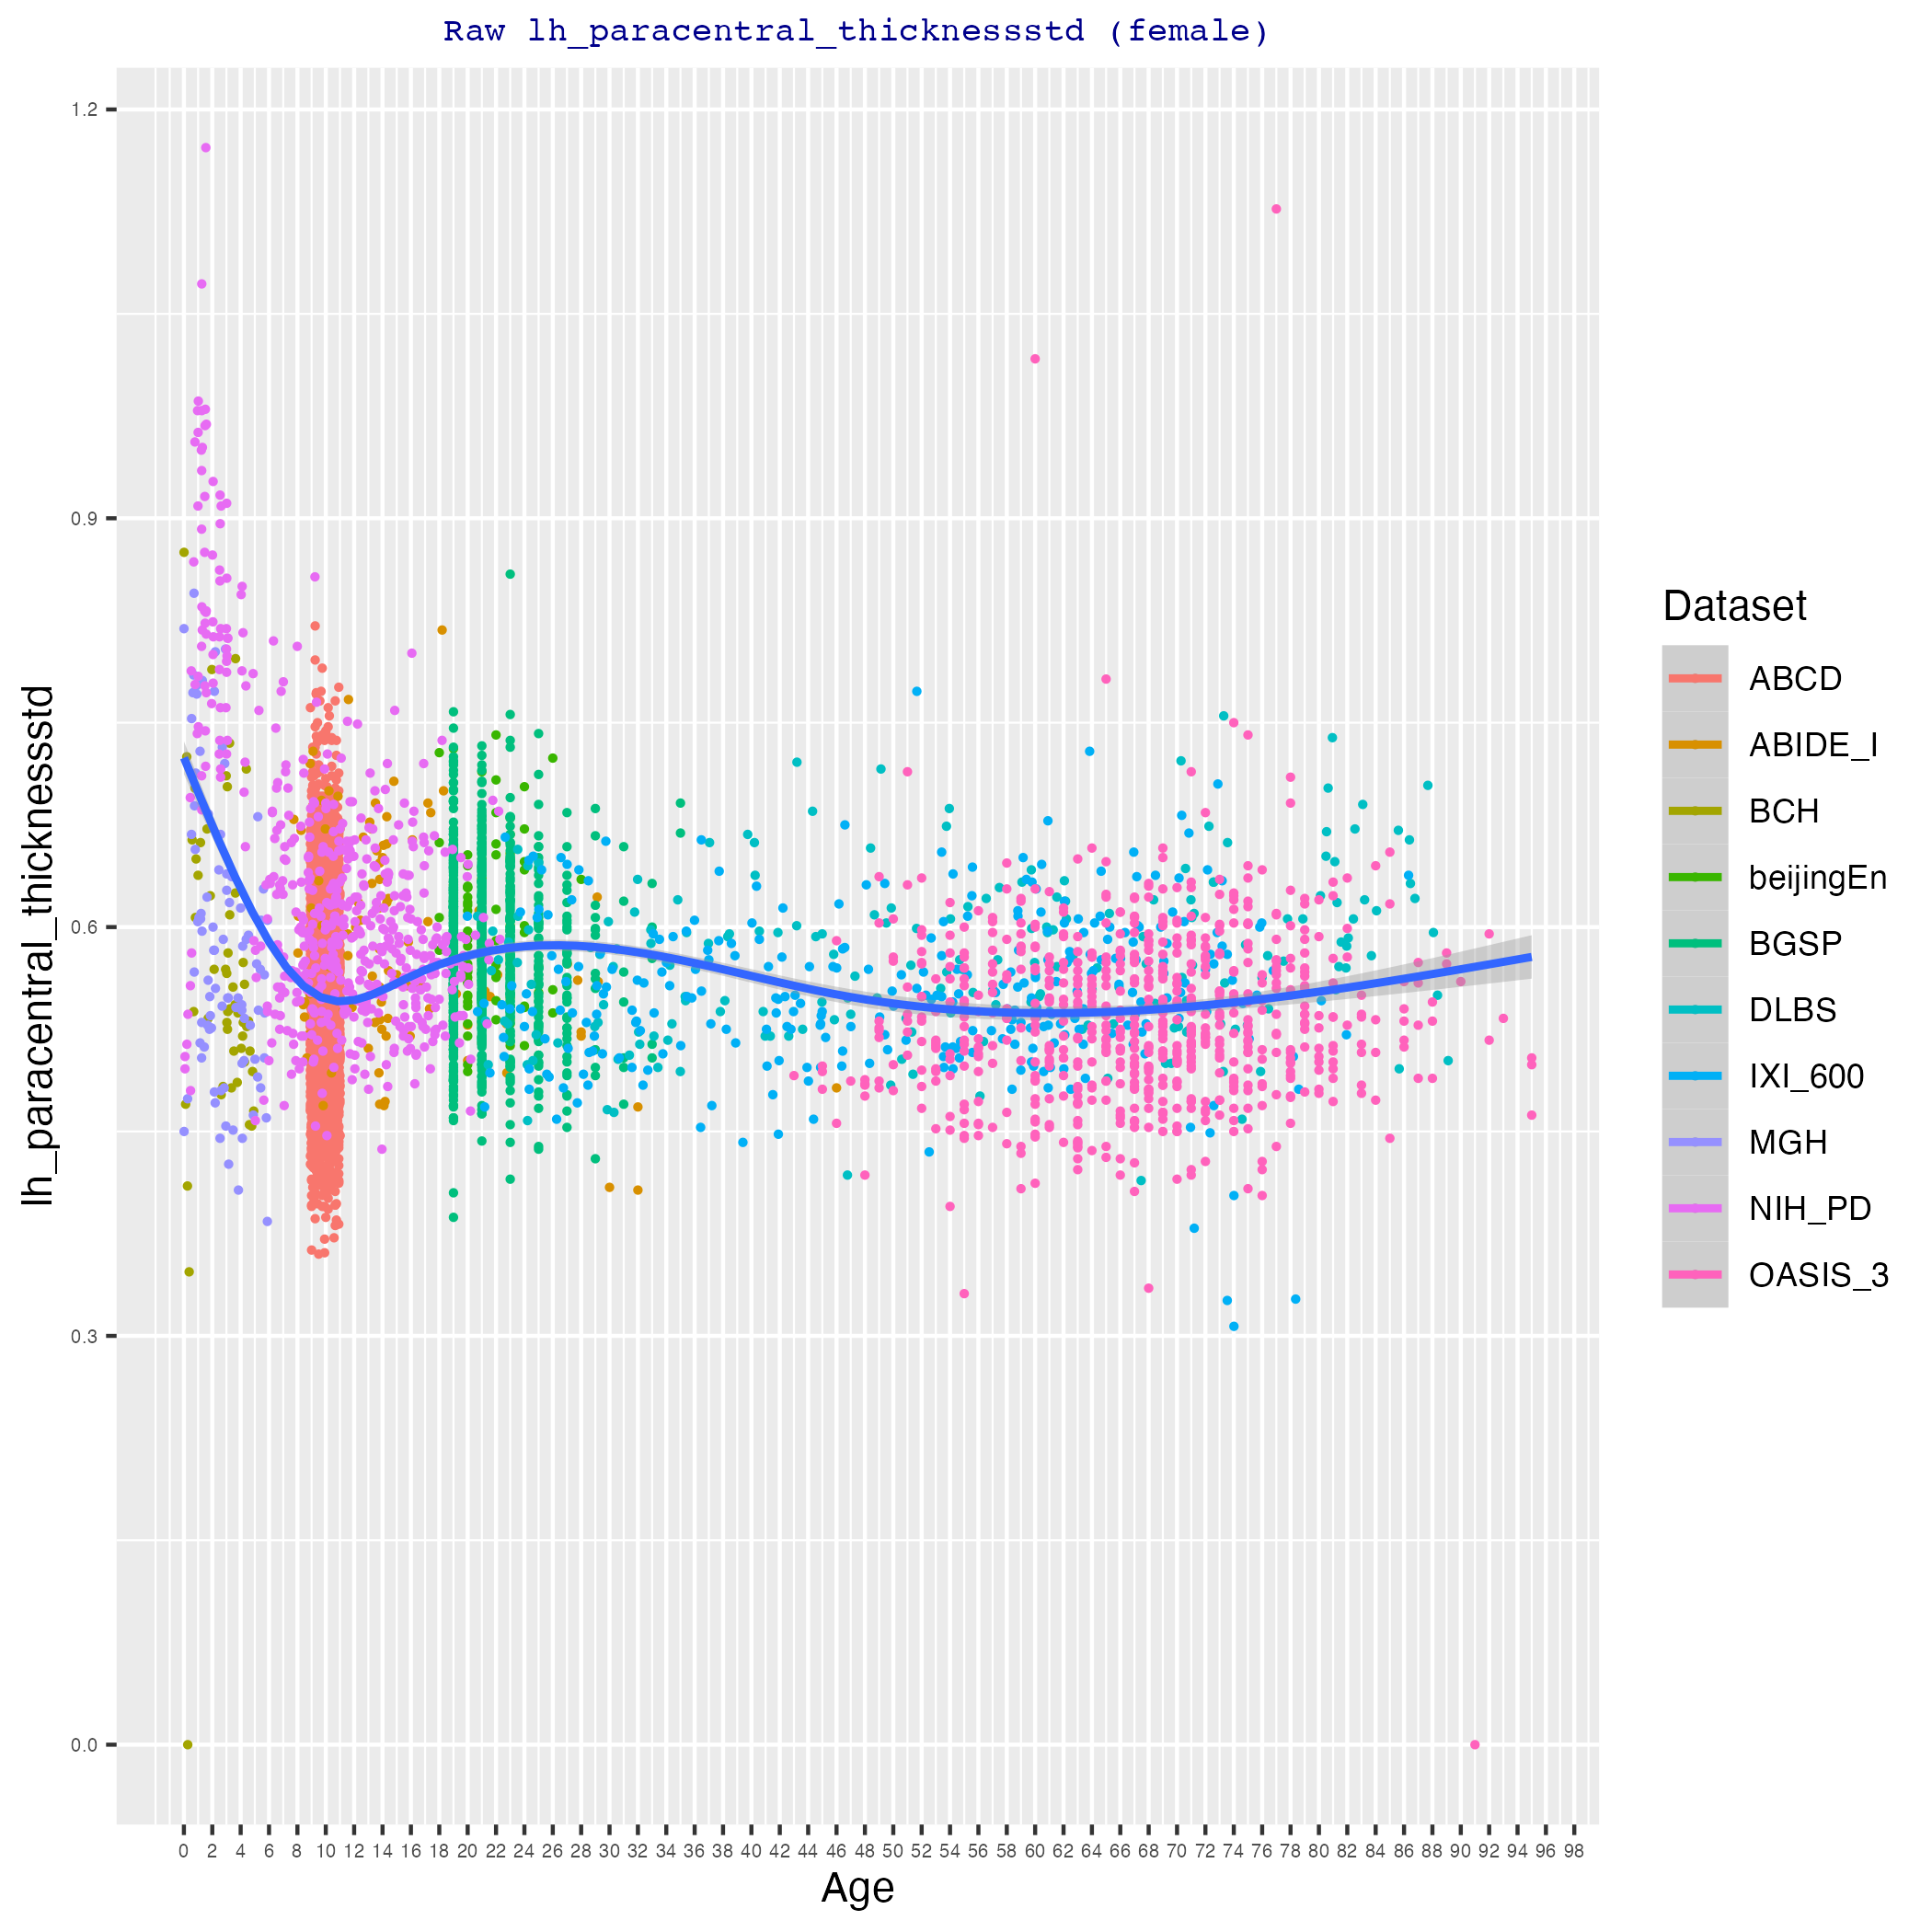 Raw lh_paracentral_thicknessstd (female)
lh_paracentral_thicknessstd
1.2
0.9
0.6
0.3
0.0
0 2 4 6 8 10 12 14 16 18 20 22 24 26 28 30 32 34 36 38 40 42 44 46 48 50 52 54 56 58 60 62 64 66 68 70 72 74 76 78 80 82 84 86 88 90 92 94 96 98
Age
Dataset
ABCD
ABIDE_I
BCH
beijingEn
BGSP
DLBS
IXI_600
MGH
NIH_PD
OASIS_3